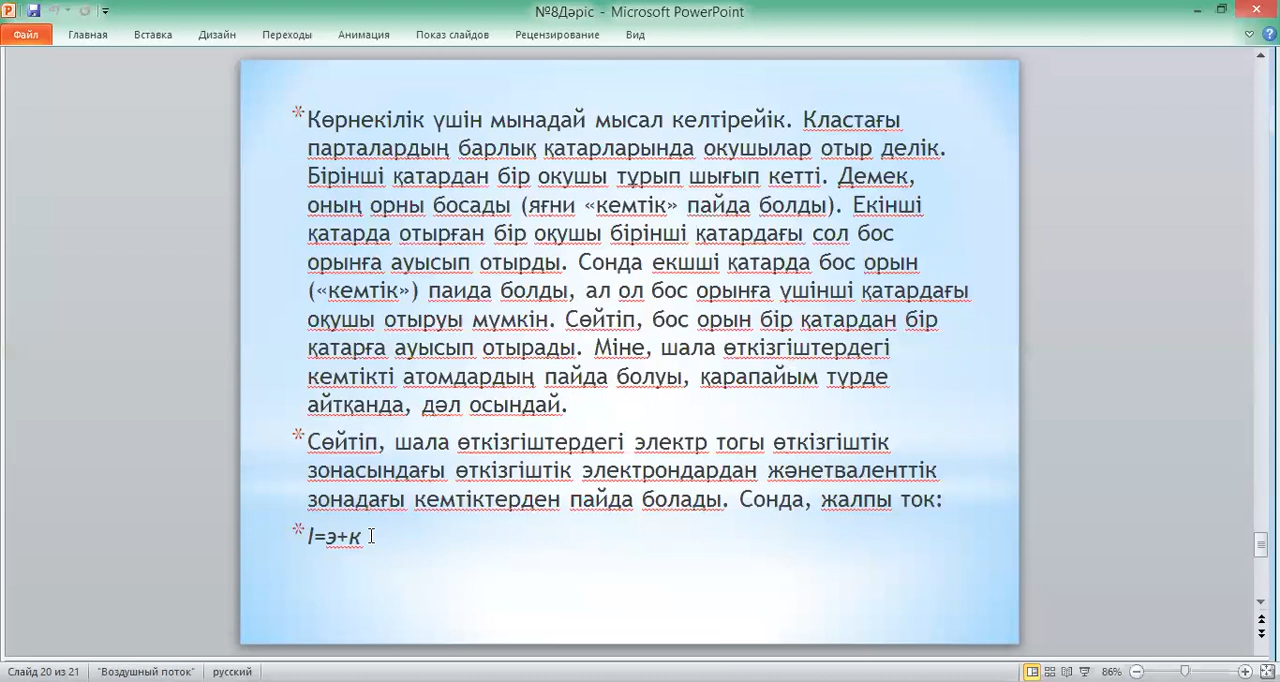 №8Дәріс - Microsoft PowerPoint
Файл Главная Вставка Дизайн Переходы Анимация Показ слайдов Рецензирование Вид
* Көрнекілік үшін мынадай мысал келтірейік. Кластағы
парталардың барлық қатарларында окушылар отыр делік.
Бірінші қатардан бір окушы тұрып шығып кетті. Демек,
оның орны босады (яғни «кемтік» пайда болды). Екінші
қатарда отырған бір оқушы бірінші қатардағы сол бос
орынға ауысып отырды. Сонда екшші қатарда бос орын
(«кемтік») паида болды, ал ол бос орынға үшінші қатардағы
оқушы отыруы мүмкін. Сөйтіп, бос орын бір қатардан бір
қатарға ауысып отырады. Міне, шала өткізгіштердегі
кемтікті атомдардың пайда болуы, қарапайым түрде
айтқанда, дәл осындай.
* Сөйтіп, шала өткізгіштердегі электр тогы өткізгіштік
зонасындағы өткізгіштік электрондардан жәнетваленттік
зонадағы кемтіктерден пайда болады. Сонда, жалпы ток:
* I=э+к
Слайд 20 из 21 "Воздушный поток" русский 86%